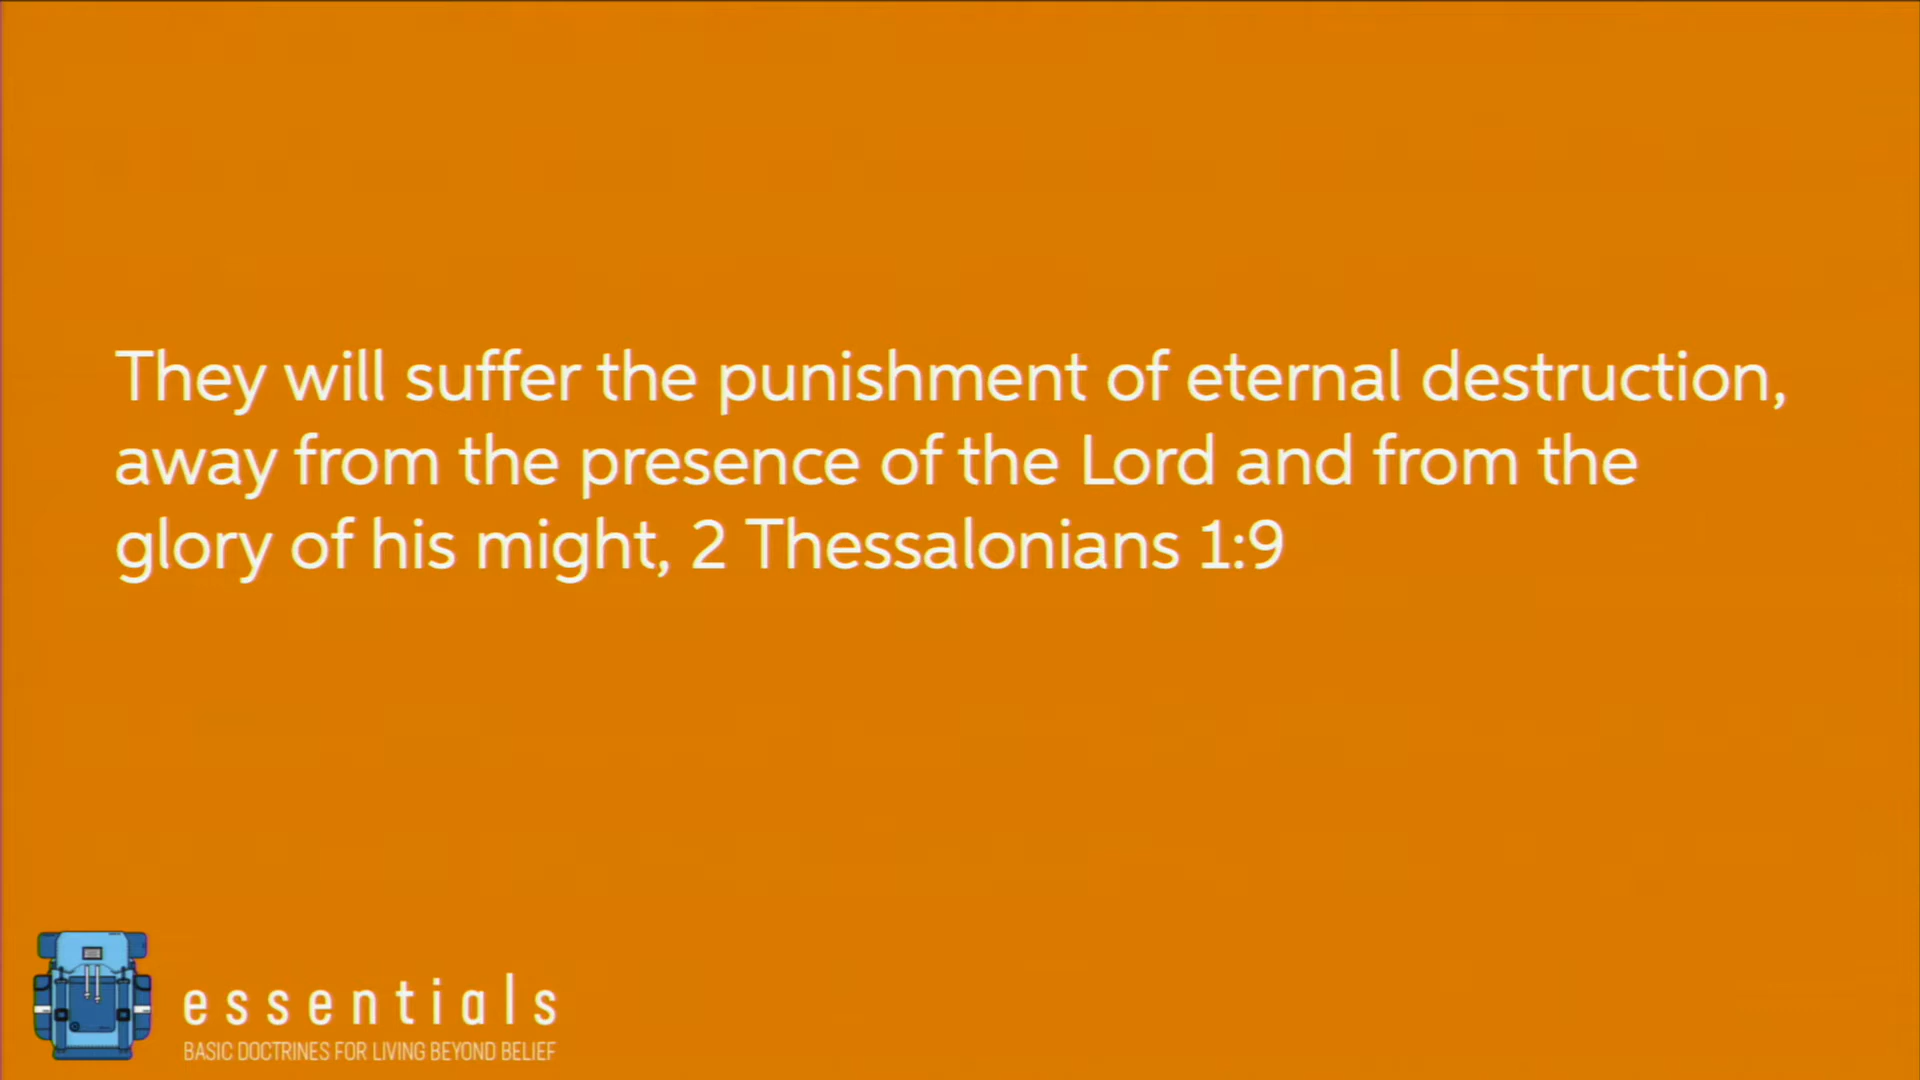 They will suffer the punishment of eternal destruction,
away from the presence of the Lord and from the
glory of his might, 2 Thessalonians 1:9
essentials
BASIC DOCTRINES FOR LIVING BEYOND BELIEF